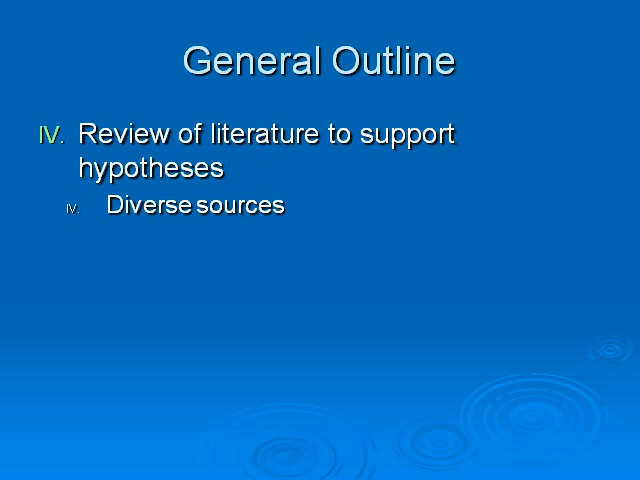 General Outline
IV. Review of literature to support
hypotheses
IV. Diverse sources